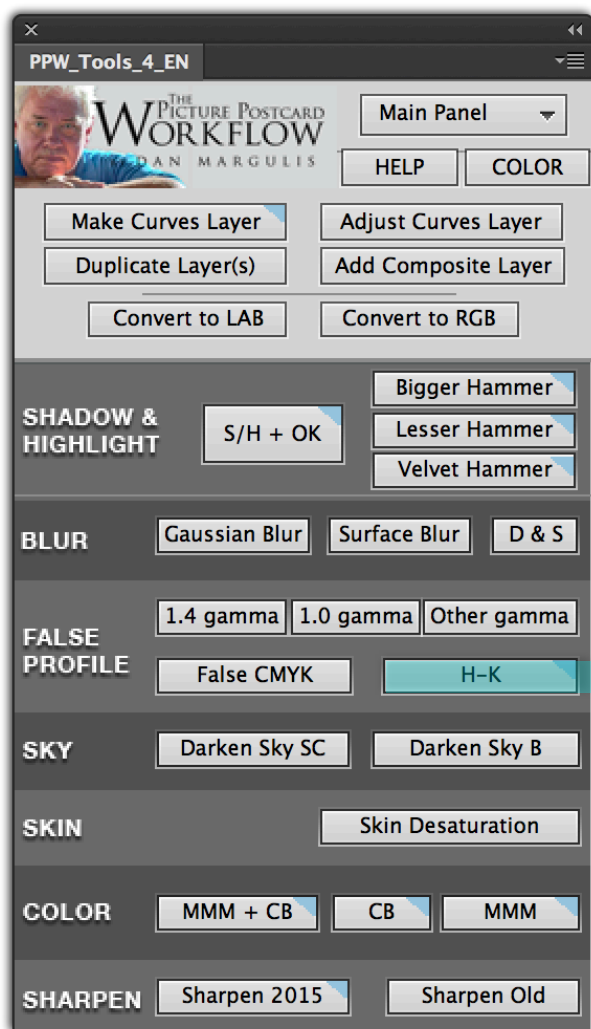 PPW_Tools_4_EN
THE
PICTURE POSTCARD
WORKFLOW
DAN MARGULIS
Main Panel
HELP COLOR
Make Curves Layer Adjust Curves Layer
Duplicate Layer(s) Add Composite Layer
Convert to LAB Convert to RGB
SHADOW &
HIGHLIGHT
S/H + OK
Bigger Hammer
Lesser Hammer
Velvet Hammer
BLUR Gaussian Blur Surface Blur D & S
FALSE
PROFILE
1.4 gamma 1.0 gamma Other gamma
False CMYK H-K
SKY Darken Sky SC Darken Sky B
SKIN Skin Desaturation
COLOR MMM + CB CB MMM
SHARPEN Sharpen 2015 Sharpen Old